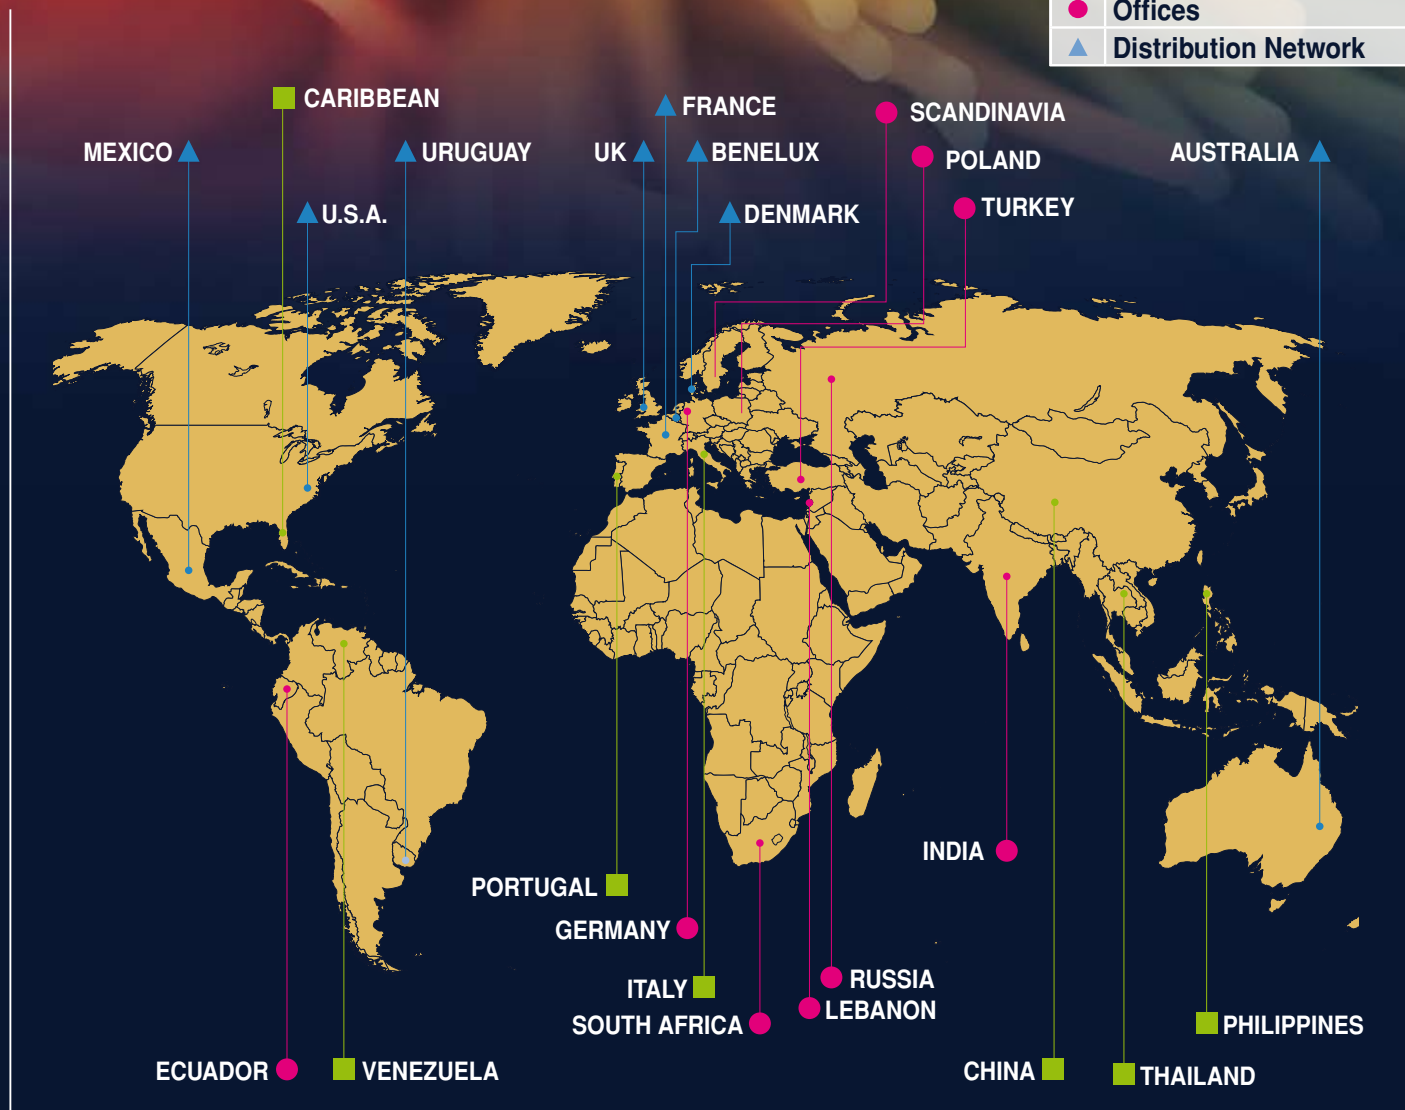 Offices
Distribution Network
CARIBBEAN
FRANCE
SCANDINAVIA
MEXICO
URUGUAY
UK
BENELUX
POLAND
AUSTRALIA
U.S.A.
DENMARK
TURKEY
INDIA
PORTUGAL
GERMANY
ITALY
RUSSIA
LEBANON
SOUTH AFRICA
PHILIPPINES
ECUADOR
VENEZUELA
CHINA
THAILAND